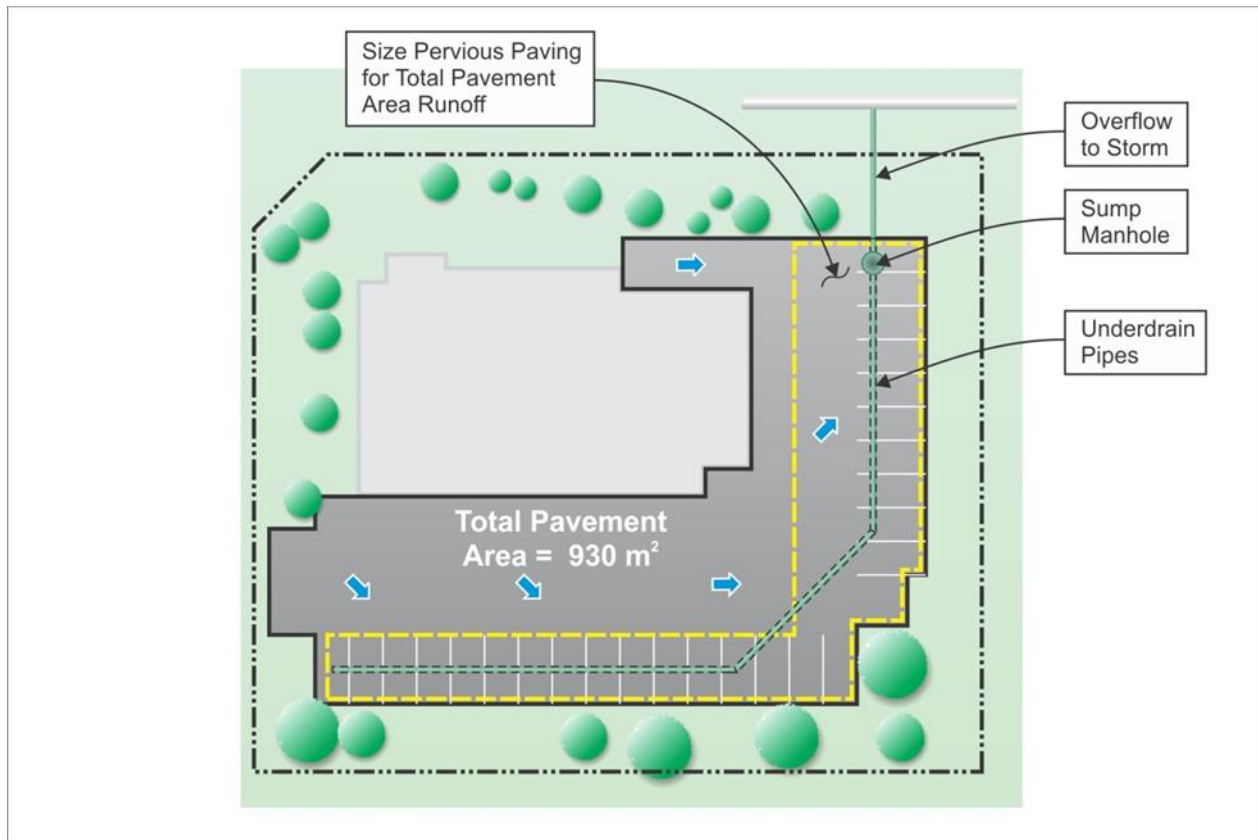 Size Pervious Paving
for Total Pavement
Area Runoff
Overflow
to Storm
Sump
Manhole
Underdrain
Pipes
Total Pavement
Area = 930 m²